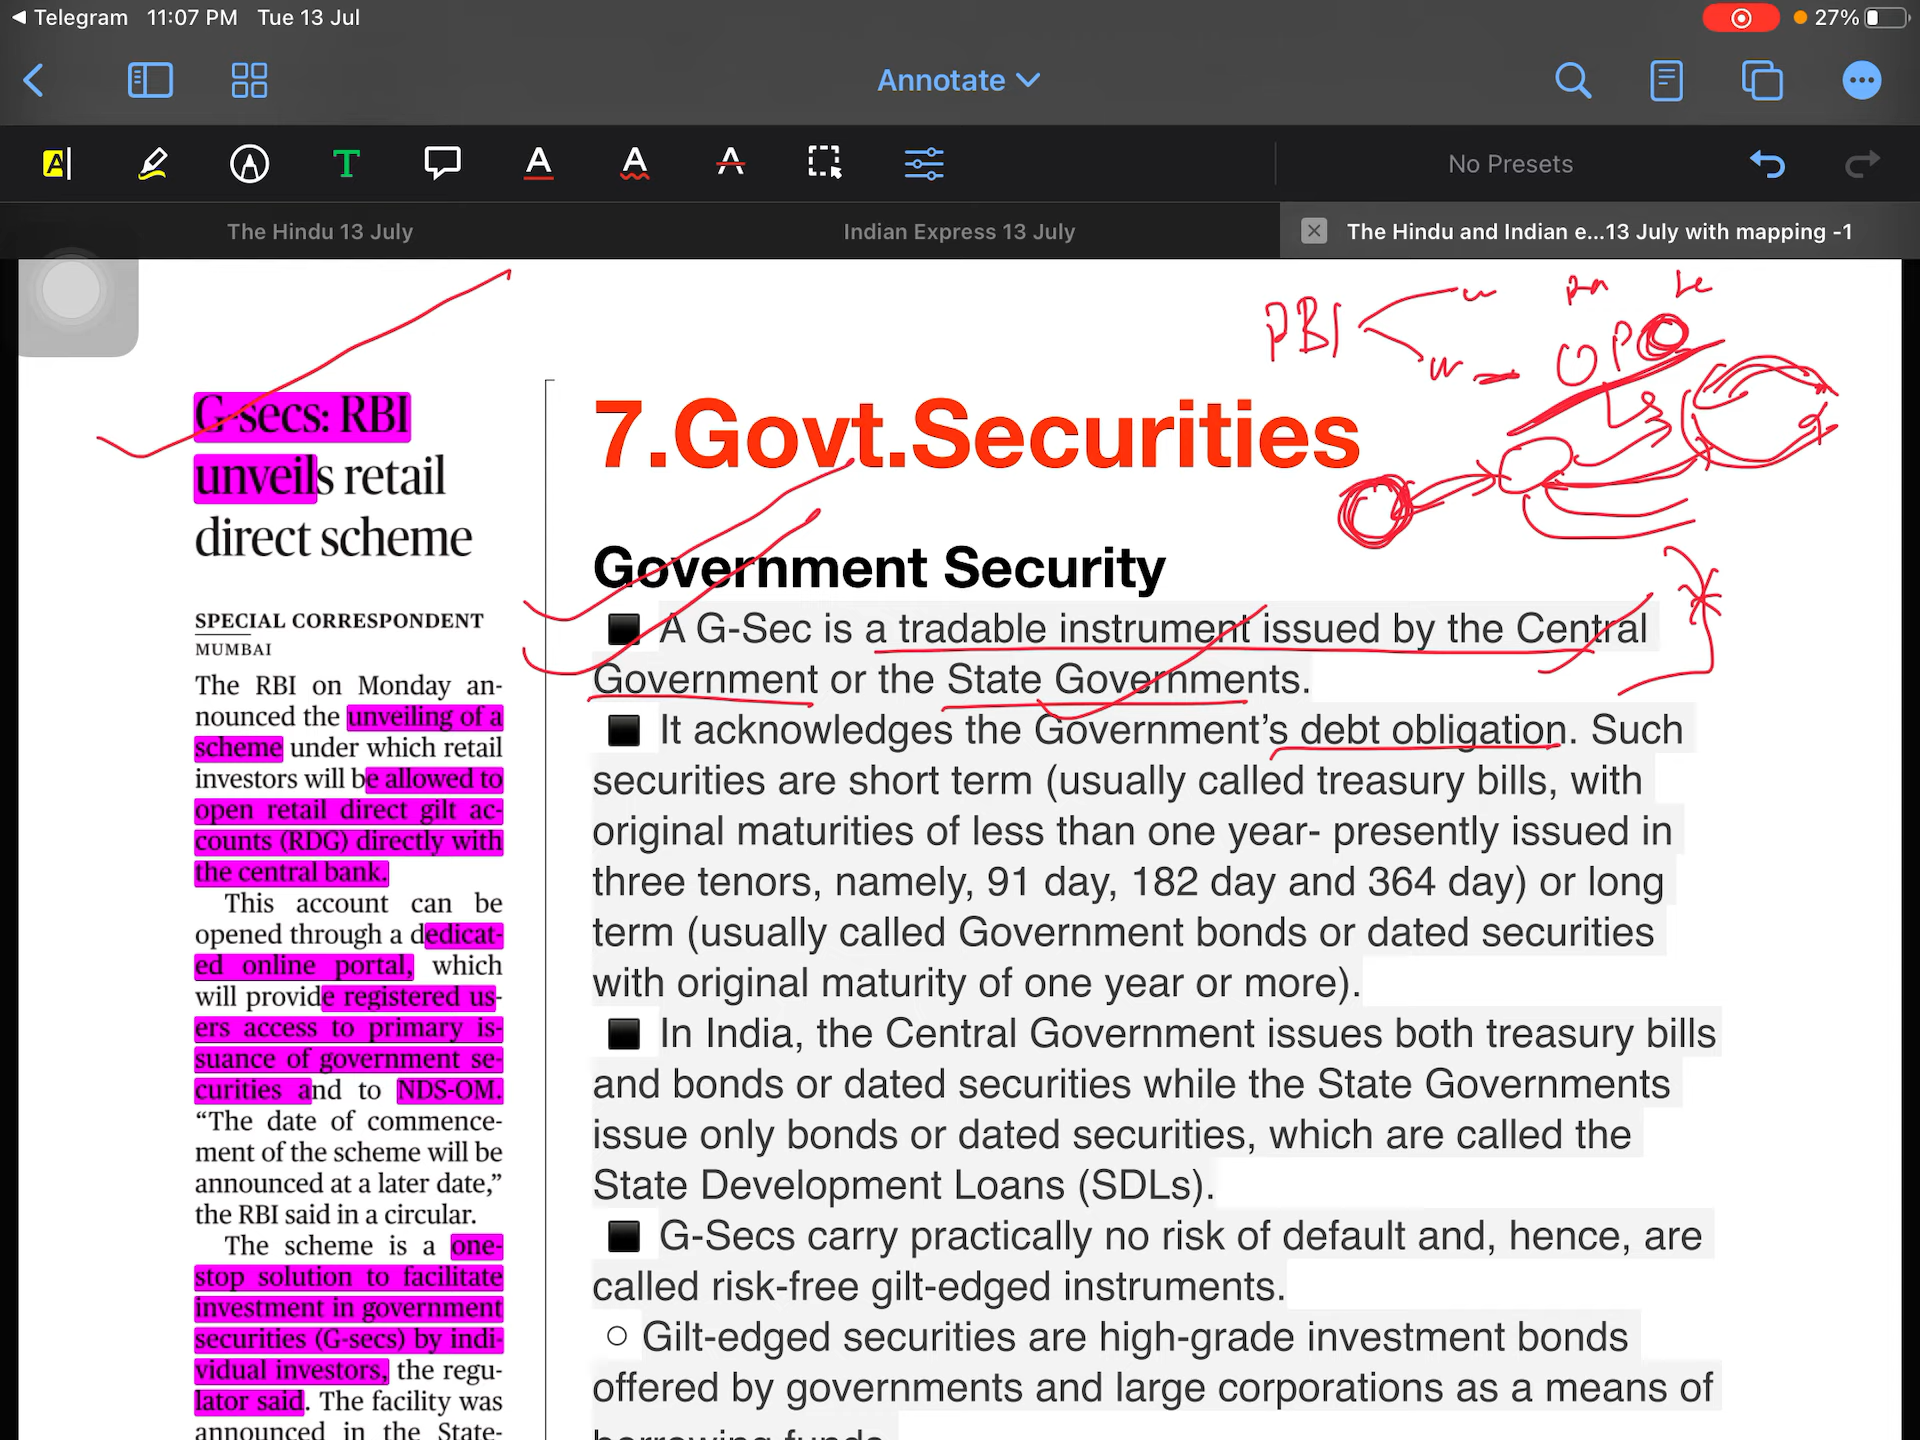 Telegram 11:07 PM Tue 13 Jul
27%
Annotate
A
T
A
A
A
No Presets
The Hindu 13 July
Indian Express 13 July
The Hindu and Indian e...13 July with mapping -1
G-secs: RBI
unveils retail
direct scheme
SPECIAL CORRESPONDENT
MUMBAI
The RBI on Monday an-
nounced the unveiling of a
scheme under which retail
investors will be allowed to
open retail direct gilt ac-
counts (RDG) directly with
the central bank.
This account can be
opened through a dedicat-
ed online portal, which
will provide registered us-
ers access to primary is-
suance of government se-
curities and to NDS-OM.
“The date of commence-
ment of the scheme will be
announced at a later date,”
the RBI said in a circular.
The scheme is a one-
stop solution to facilitate
investment in government
securities (G-secs) by indi-
vidual investors, the regu-
lator said. The facility was
announced in the State-
7.Govt.Securities
Government Security
A G-Sec is a tradable instrument issued by the Central
Government or the State Governments.
It acknowledges the Government’s debt obligation. Such
securities are short term (usually called treasury bills, with
original maturities of less than one year- presently issued in
three tenors, namely, 91 day, 182 day and 364 day) or long
term (usually called Government bonds or dated securities
with original maturity of one year or more).
In India, the Central Government issues both treasury bills
and bonds or dated securities while the State Governments
issue only bonds or dated securities, which are called the
State Development Loans (SDLs).
G-Secs carry practically no risk of default and, hence, are
called risk-free gilt-edged instruments.
Gilt-edged securities are high-grade investment bonds
offered by governments and large corporations as a means of
borrowing funds.